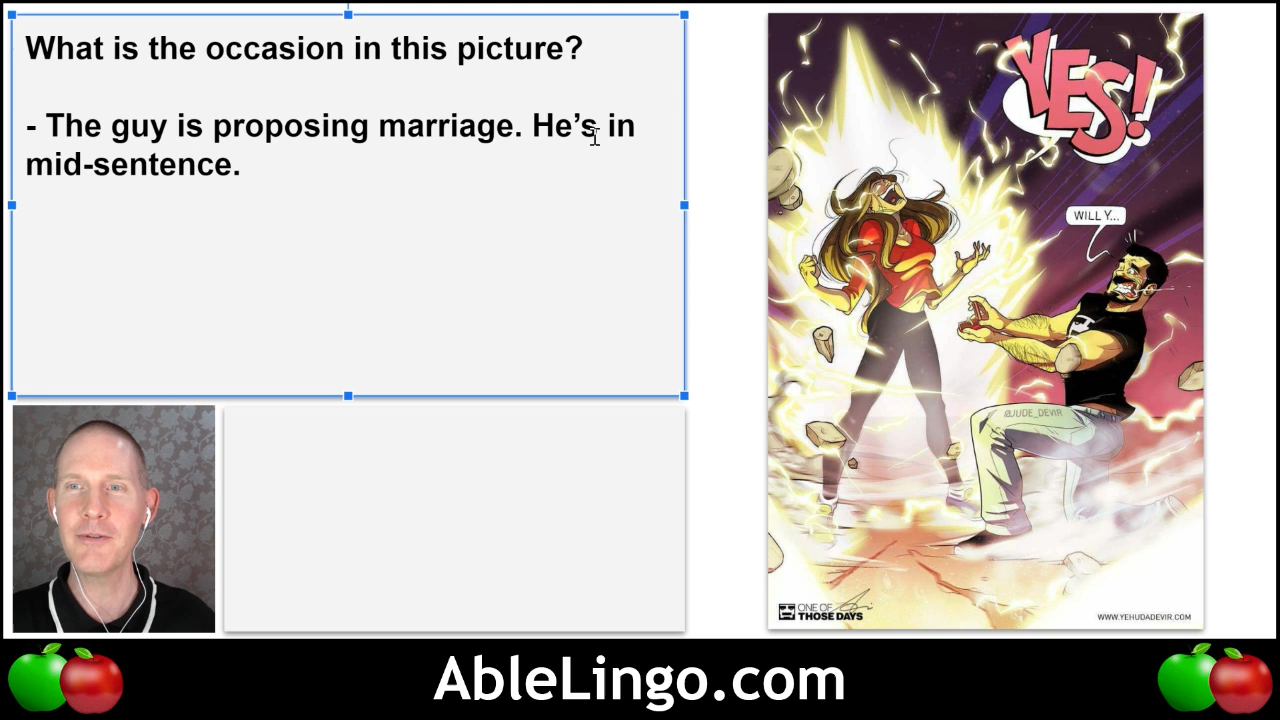 What is the occasion in this picture?
- The guy is proposing marriage. He’s in
mid-sentence.
YES!
WILL Y...
@JUDE_DEVIR
ONE OF
THOSE DAYS
WWW.YEHUDADEVIR.COM
AbleLingo.com